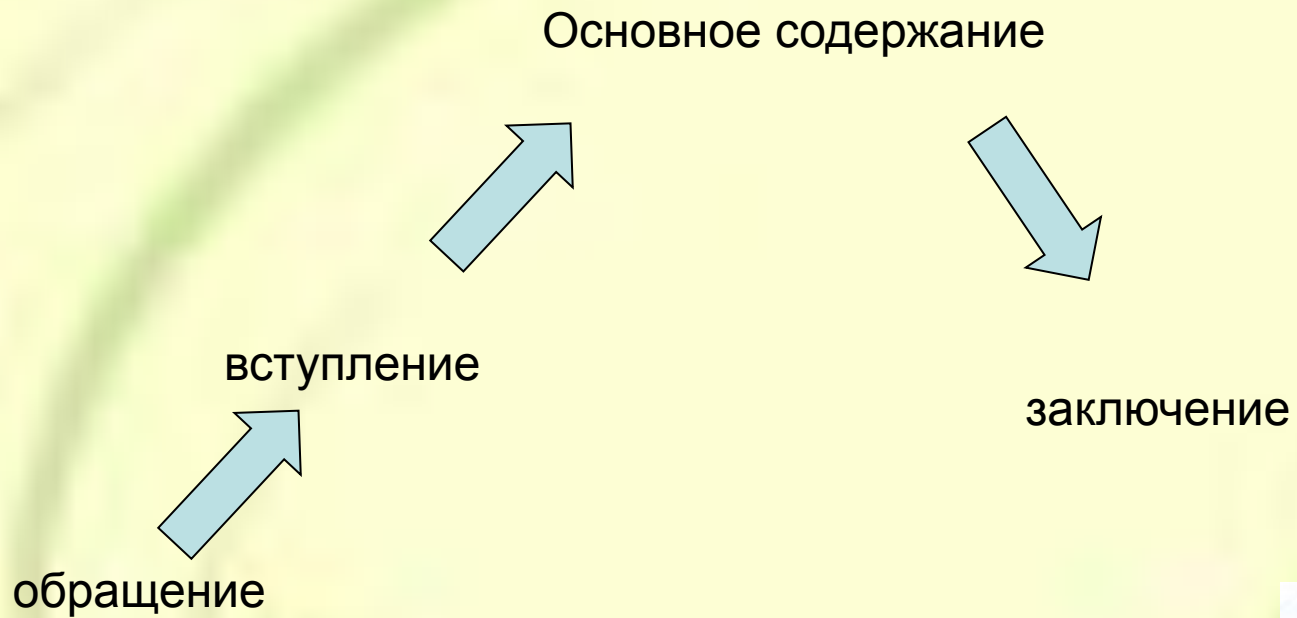 Основное содержание
вступление
заключение
обращение